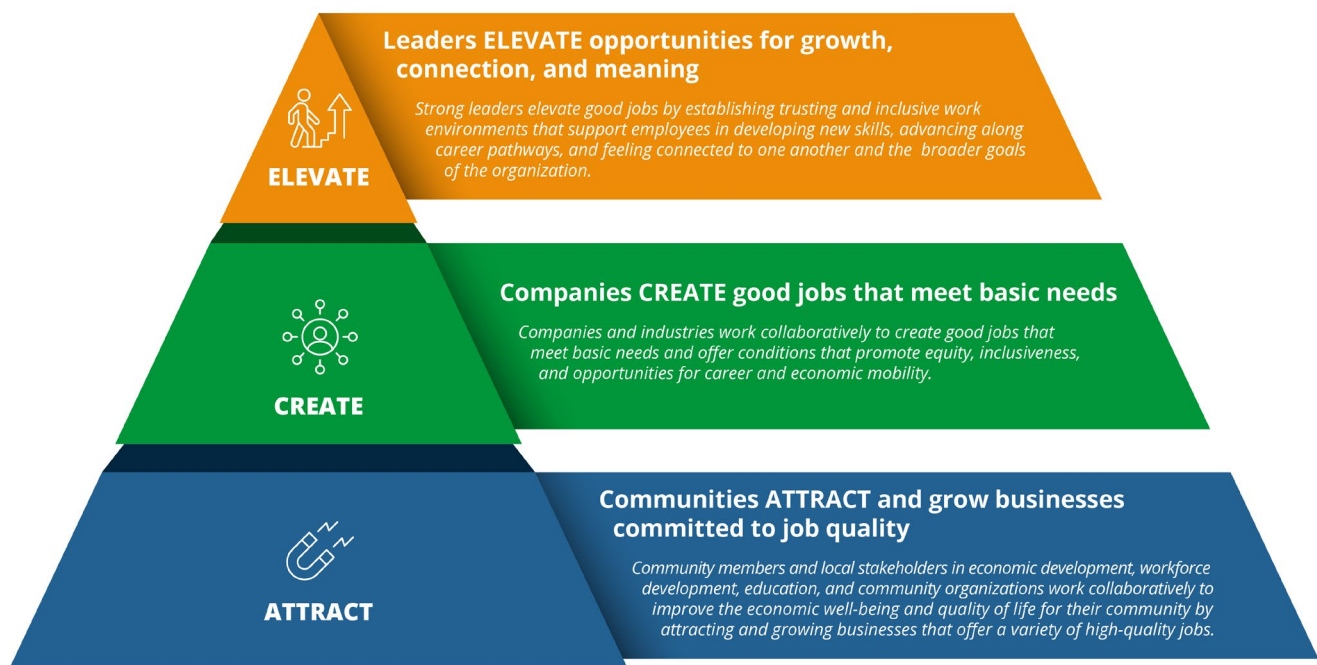 Leaders ELEVATE opportunities for growth,
connection, and meaning
Strong leaders elevate good jobs by establishing trusting and inclusive work
environments that support employees in developing new skills, advancing along
career pathways, and feeling connected to one another and the broader goals
of the organization.
ELEVATE
Companies CREATE good jobs that meet basic needs
Companies and industries work collaboratively to create good jobs that
meet basic needs and offer conditions that promote equity, inclusiveness,
and opportunities for career and economic mobility.
CREATE
Communities ATTRACT and grow businesses
committed to job quality
Community members and local stakeholders in economic development, workforce
development, education, and community organizations work collaboratively to
improve the economic well-being and quality of life for their community by
attracting and growing businesses that offer a variety of high-quality jobs.
ATTRACT